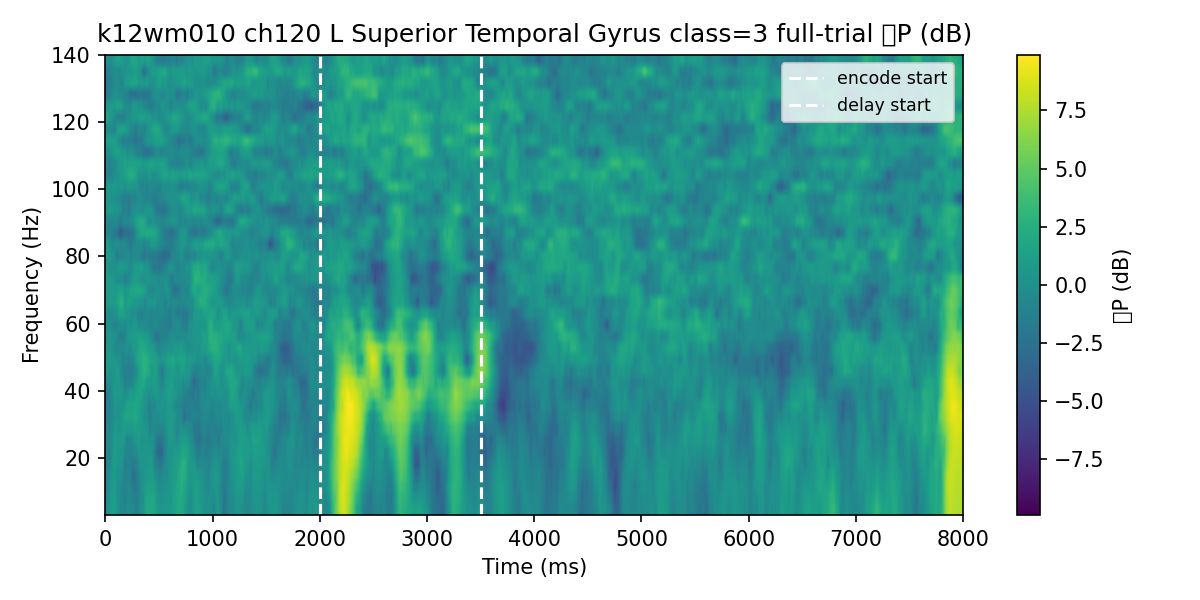 k12wm010 ch120 L Superior Temporal Gyrus class=3 full-trial ▯P (dB)
encode start
delay start
140
120
100
80
60
40
20
Frequency (Hz)
0 1000 2000 3000 4000 5000 6000 7000 8000
Time (ms)
7.5
5.0
2.5
0.0
−2.5
−5.0
−7.5
▯P (dB)